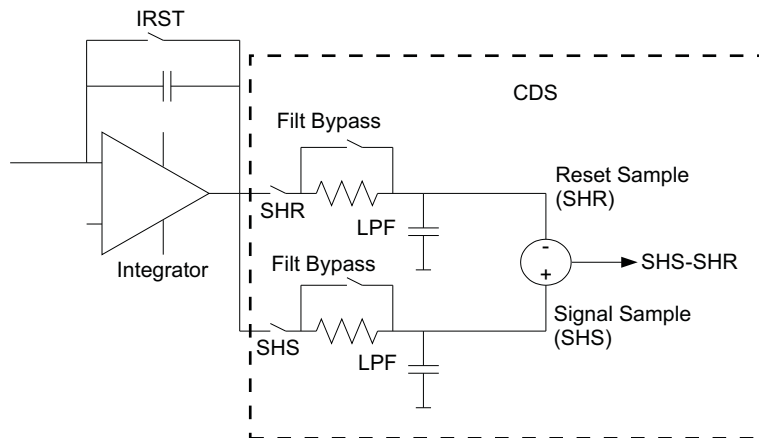 IRST
CDS
Filt Bypass
Reset Sample
(SHR)
SHR
LPF
-
+
SHS-SHR
Integrator
Filt Bypass
Signal Sample
(SHS)
SHS
LPF